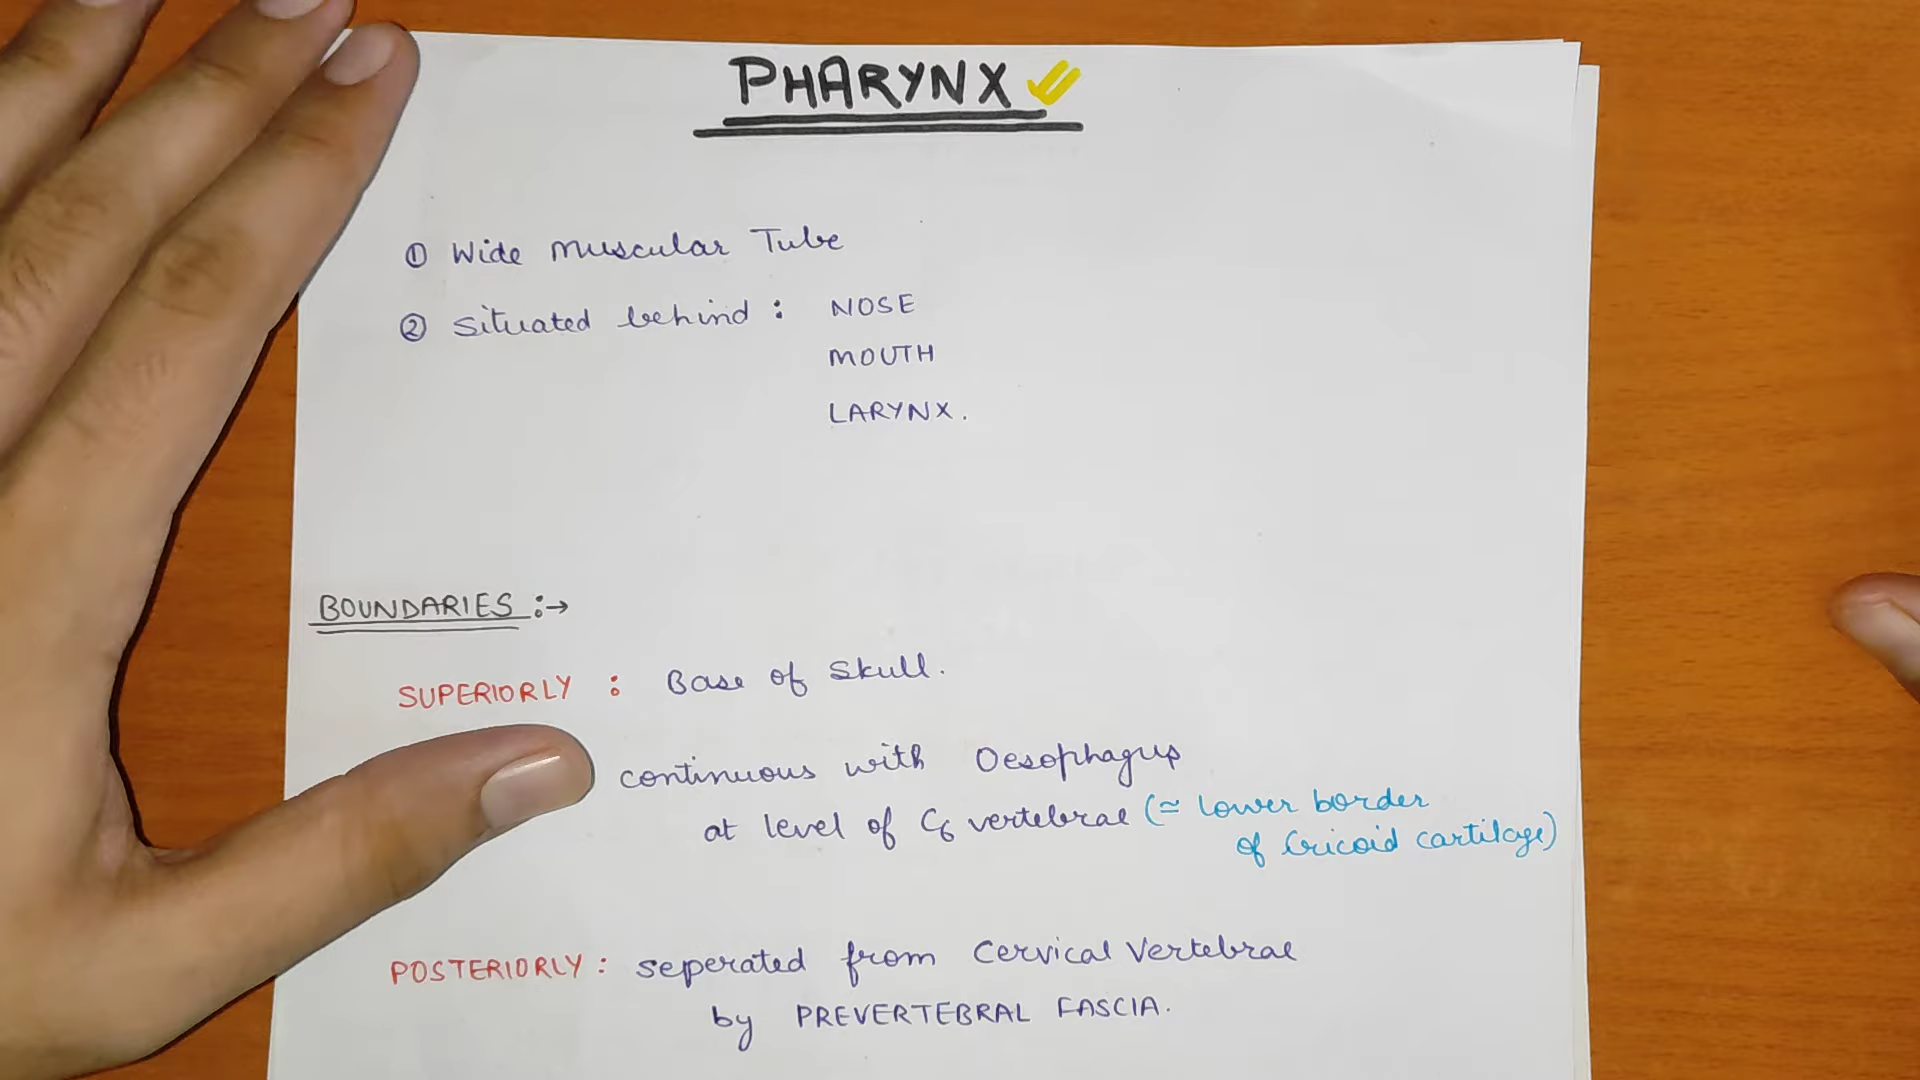 PHARYNX
① Wide Muscular Tube
② Situated behind : NOSE
MOUTH
LARYNX.
BOUNDARIES :→
SUPERIORLY : Base of Skull.
continuous with Oesophagus
at level of C6 vertebrae (≃ lower border
of Cricoid cartilage)
POSTERIORLY : seperated from Cervical Vertebrae
by PREVERTEBRAL FASCIA.